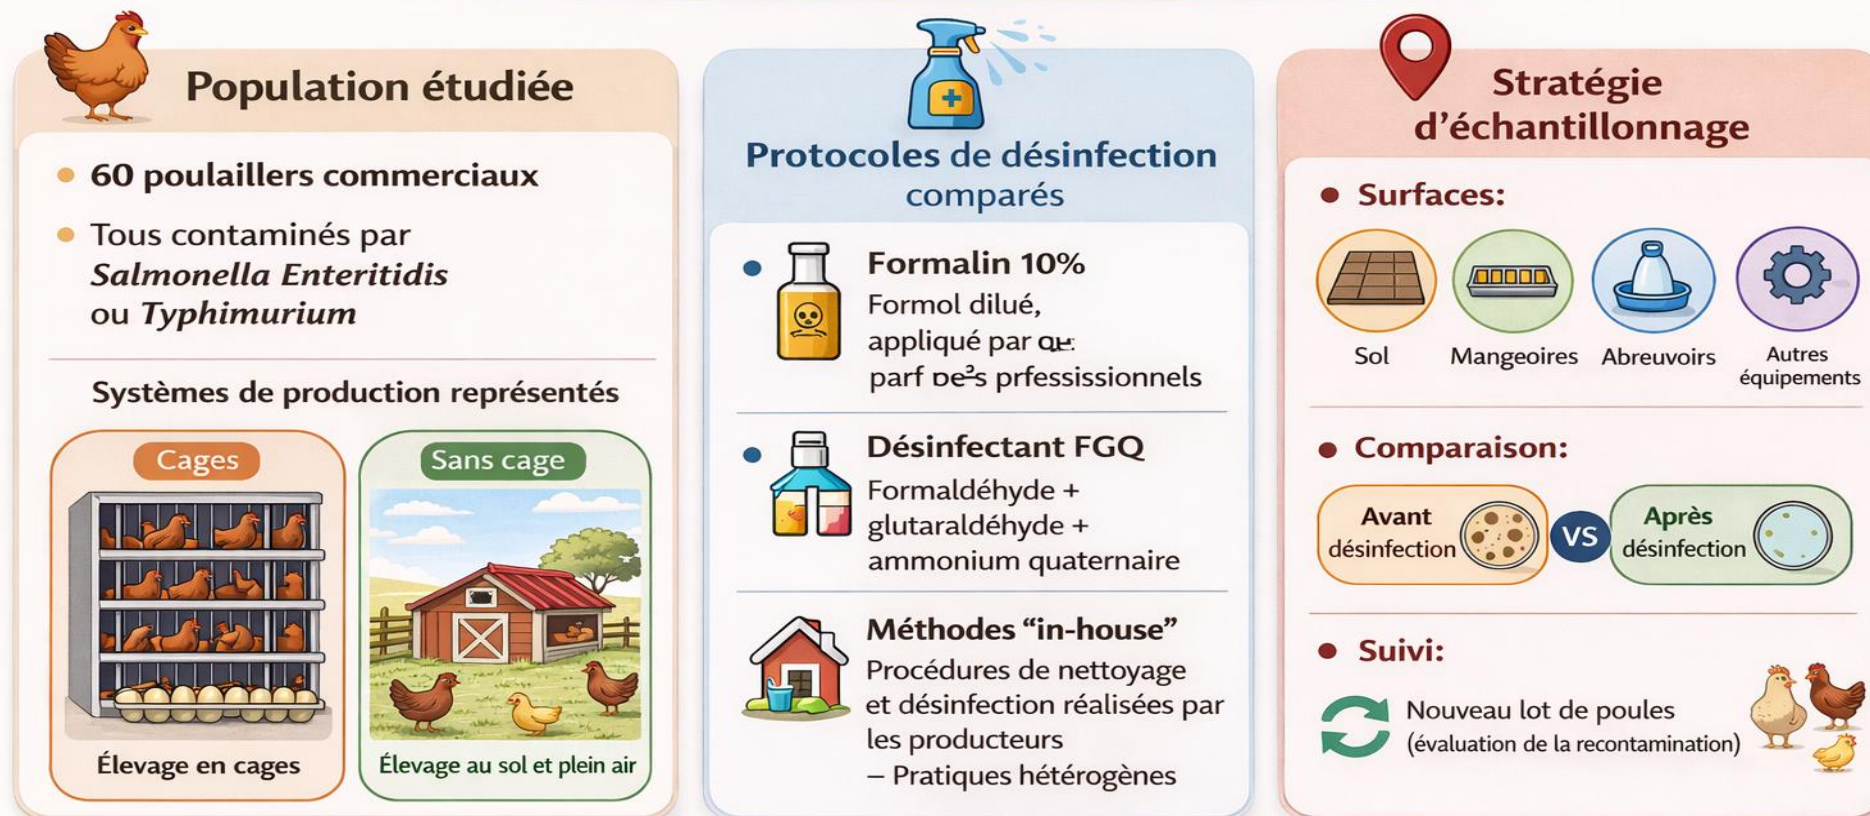 Population étudiée
• 60 poulaillers commerciaux
• Tous contaminés par
Salmonella Enteritidis
ou Typhimurium
Systèmes de production représentés
Cages
Élevage en cages
Sans cage
Élevage au sol et plein air
Protocoles de désinfection
comparés
• Formalin 10%
Formol dilué,
appliqué par
parf prfessissionnels
• Désinfectant FGQ
Formaldéhyde +
glutaraldéhyde +
ammonium quaternaire
Méthodes “in-house”
Procédures de nettoyage
et désinfection réalisées par
les producteurs
– Pratiques hétérogènes
Stratégie
d’échantillonnage
• Surfaces:
Sol
Mangeoires
Abreuvoirs
Autres
équipements
• Comparaison:
Avant
désinfection
VS
Après
désinfection
• Suivi:
Nouveau lot de poules
(évaluation de la recontamination)